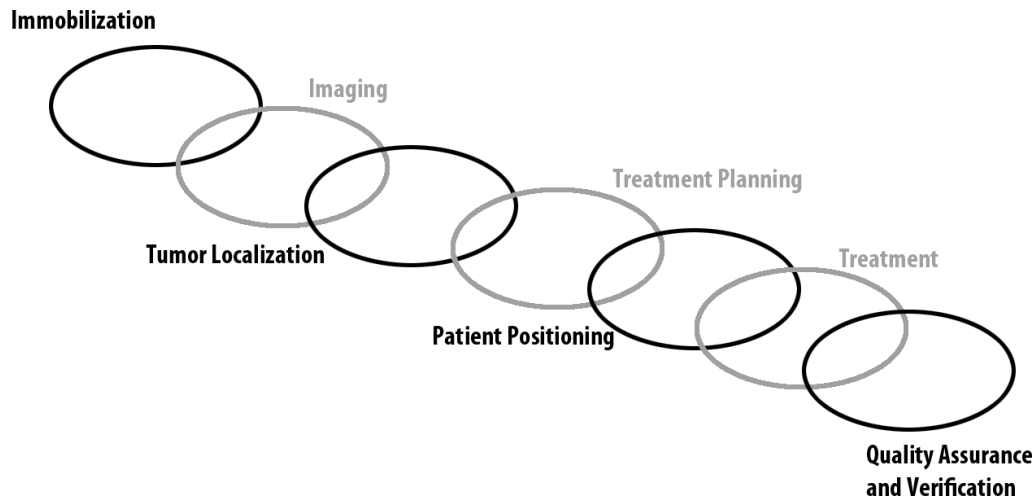 Immobilization
Imaging
Treatment Planning
Tumor Localization
Treatment
Patient Positioning
Quality Assurance
and Verification